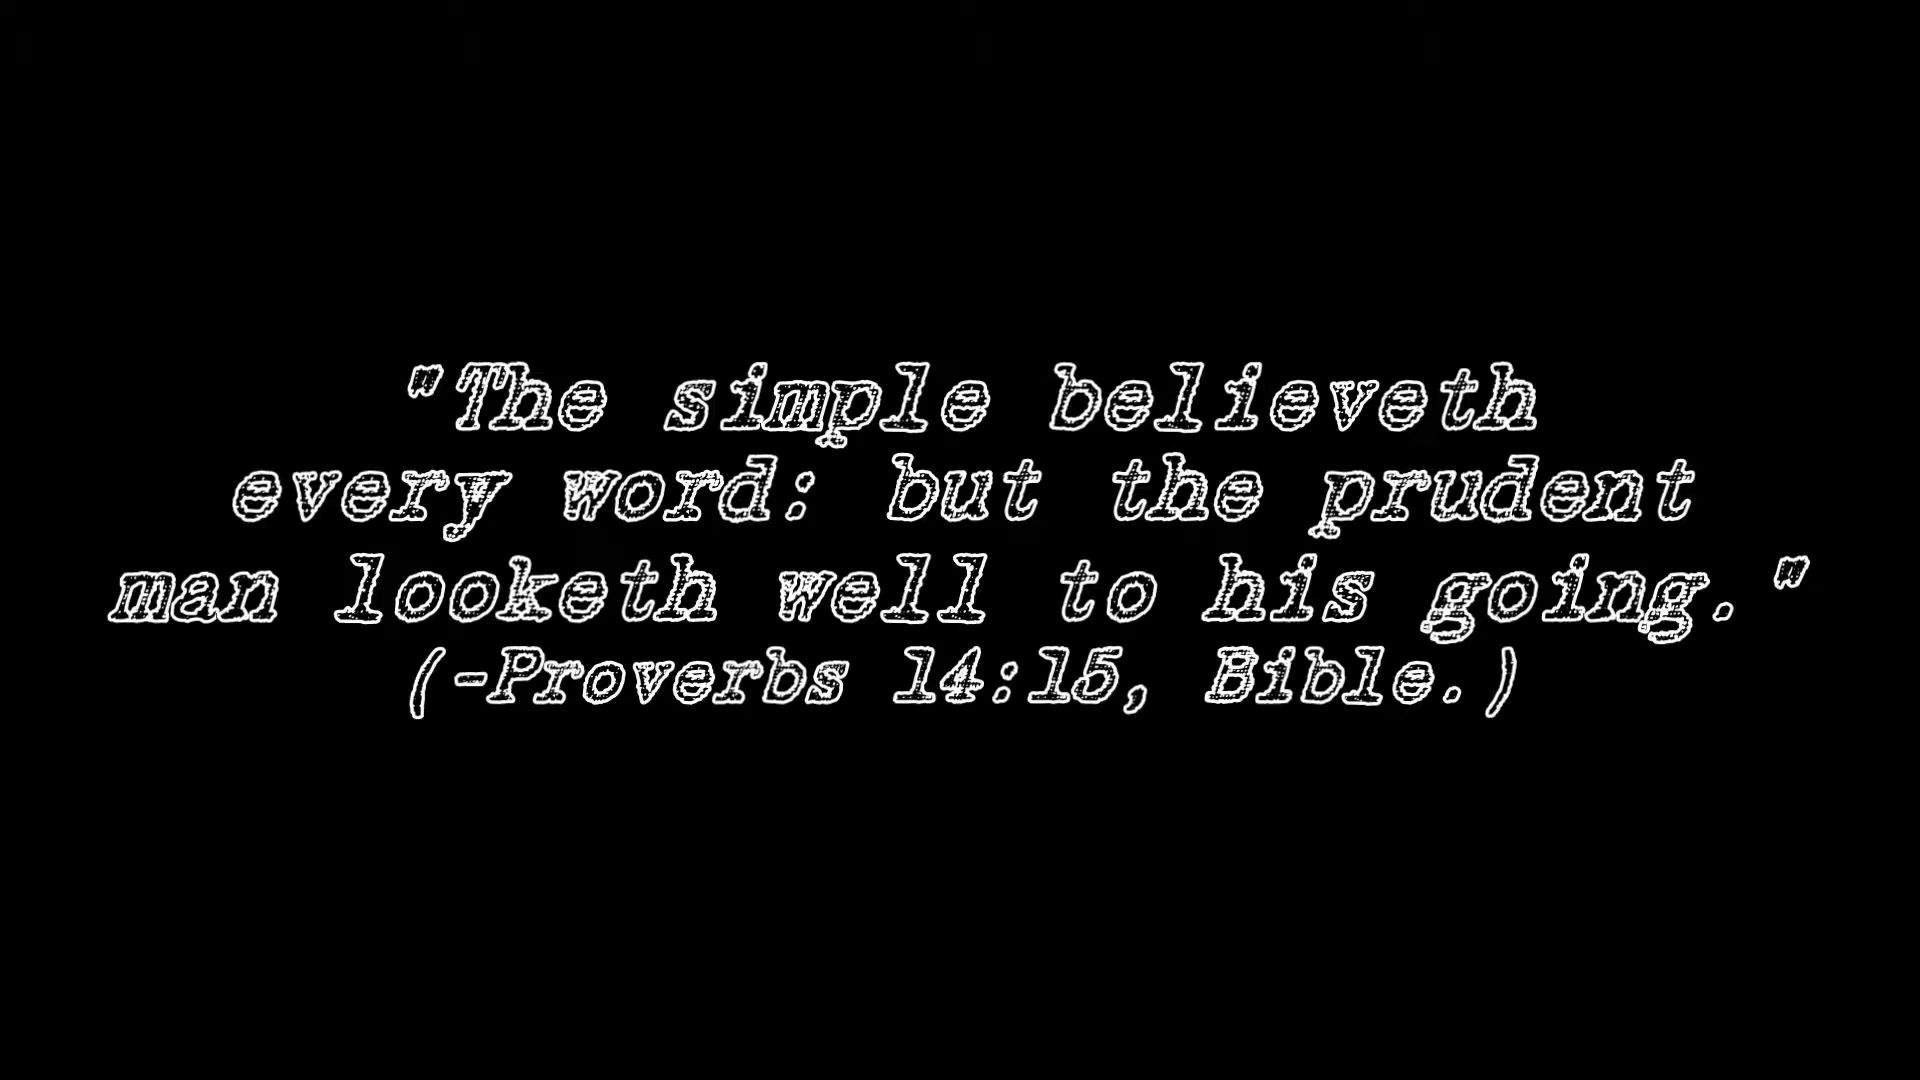 "The simple believeth
every word: but the prudent
man looketh well to his going."
(-Proverbs 14:15, Bible.)